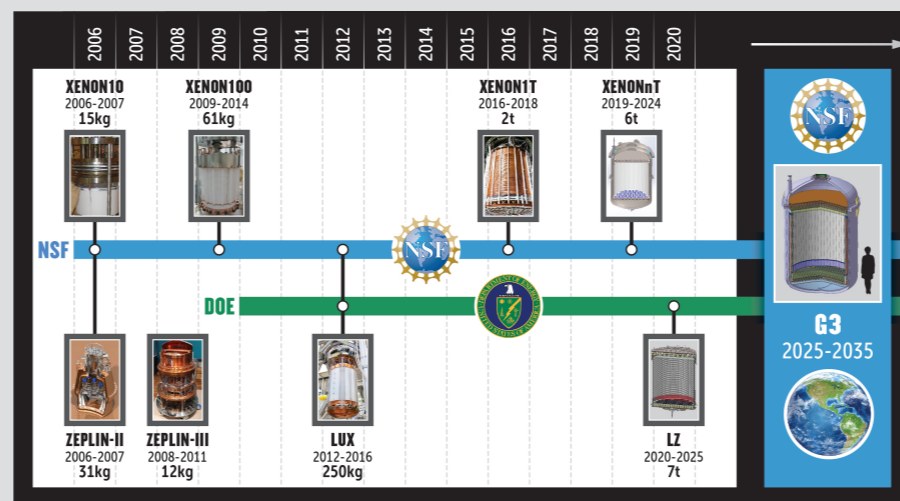 2006 2007 2008 2009 2010 2011 2012 2013 2014 2015 2016 2017 2018 2019 2020
XENON10
2006-2007
15kg
XENON100
2009-2014
61kg
XENON1T
2016-2018
2t
XENONnT
2019-2024
6t
NSF
NSF
NSF
DOE
G3
2025-2035
ZEPLIN-II
2006-2007
31kg
ZEPLIN-III
2008-2011
12kg
LUX
2012-2016
250kg
LZ
2020-2025
7t